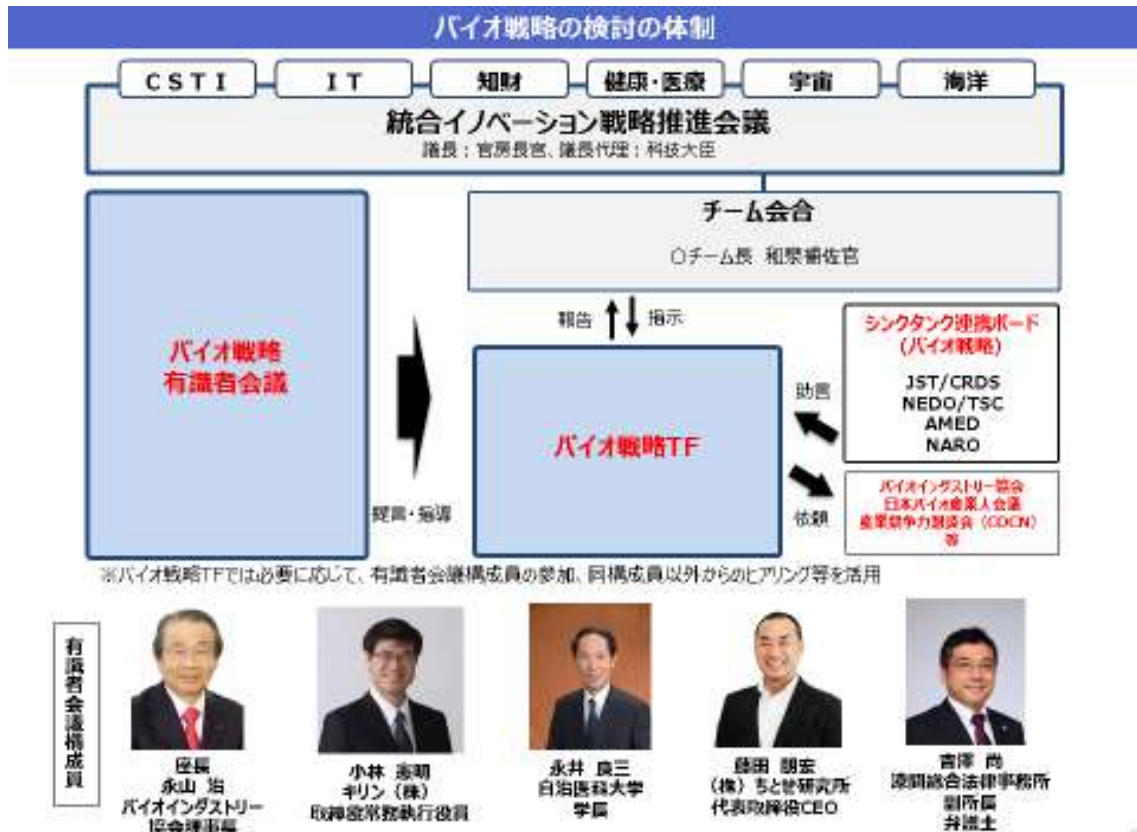 バイオ戦略の検討の体制
CSTI
IT
知財
健康・医療
宇宙
海洋
統合イノベーション戦略推進会議
議長：官房長官、議長代理：科技大臣
チーム会合
〇チーム長 和泉補佐官
報告
指示
バイオ戦略
有識者会議
提言・指導
バイオ戦略TF
助言
依頼
シンクタンク連携ボード
(バイオ戦略)
JST/CRDS
NEDO/TSC
AMED
NARO
バイオインダストリー協会
日本バイオ産業人会議
産業競争力懇談会（COCN）
等
※バイオ戦略TFでは必要に応じて、有識者会議構成員の参加、同構成員以外からのヒアリング等を活用
有識者会議構成員
座長
永山 治
バイオインダストリー
協会理事長
小林 憲明
キリン（株）
取締役常務執行役員
永井 良三
自治医科大学
学長
藤田 朋宏
（株）ちとせ研究所
代表取締役CEO
吉澤 尚
漆間総合法律事務所
副所長
弁護士